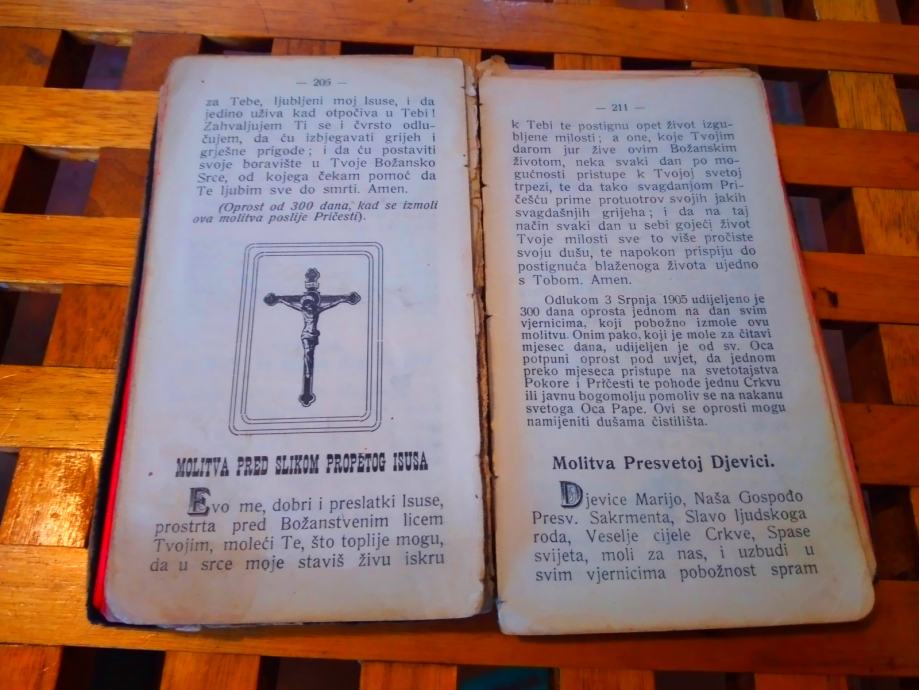 — 205 —
za Tebe, ljubljeni moj Isuse, i da
jedino uživa kad otpočiva u Tebi!
Zahvaljujem Ti se i čvrsto odlu-
čujem, da ću izbjegavati grijeh i
grješne prigode; i da ću postaviti
svoje boravište u Tvoje Božansko
Srce, od kojega čekam pomoć da
Te ljubim sve do smrti. Amen.
(Oprost od 300 dana, kad se izmoli
ova molitva poslije Pričesti).
MOLITVA PRED SLIKOM PROPETOG ISUSA
Evo me, dobri i preslatki Isuse,
prostrta pred Božanstvenim licem
Tvojim, moleći Te, što toplije mogu,
da u srce moje staviš živu iskru
— 211 —
k Tebi te postignu opet život izgu-
bljene milosti; a one, koje Tvojim
darom jur žive ovim Božanskim
životom, neka svaki dan po mo-
gućnosti pristupe k Tvojoj svetoj
trpezi, te da tako svagdanjom Pri-
češću prime protuotrov svojih jakih
svagdašnjih grijeha; i da na taj
način svaki dan u sebi gojeći život
Tvoje milosti sve to više pročiste
svoju dušu, te napokon prispiju do
postignuća blaženoga života ujedno
s Tobom. Amen.
Odlukom 3 Srpnja 1905 udijeljeno je
300 dana oprosta jednom na dan svim
vjernicima, koji pobožno izmole ovu
molitvu. Onim pako, koji je mole za čitavi
mjesec dana, udijeljen je od sv. Oca
potpuni oprost pod uvjet, da jednom
preko mjeseca pristupe na svetotajstva
Pokore i Prtčesti te pohode jednu Crkvu
ili javnu bogomolju pomoliv se na nakanu
svetoga Oca Pape. Ovi se oprosti mogu
namijeniti dušama čistilišta.
Molitva Presvetoj Djevici.
Djevice Marijo, Naša Gospođo
Presv. Sakrmenta, Slavo ljudskoga
roda, Veselje cijele Crkve, Spase
svijeta, moli za nas, i uzbudi u
svim vjernicima pobožnost spram